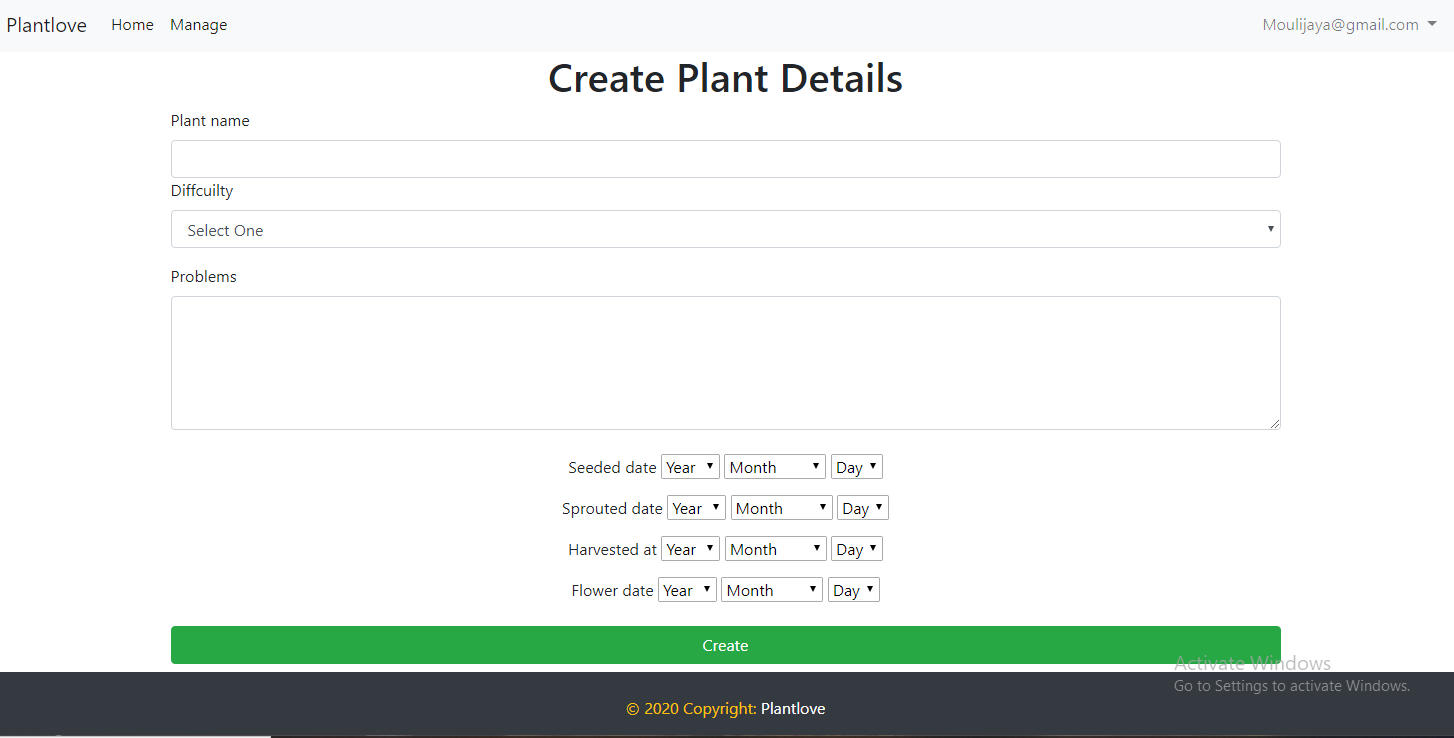 Plantlove Home Manage Moulijaya@gmail.com
Create Plant Details
Plant name
Diffcuilty
Select One
Problems
Seeded date Year Month Day
Sprouted date Year Month Day
Harvested at Year Month Day
Flower date Year Month Day
Create
Activate Windows
Go to Settings to activate Windows.
© 2020 Copyright: Plantlove